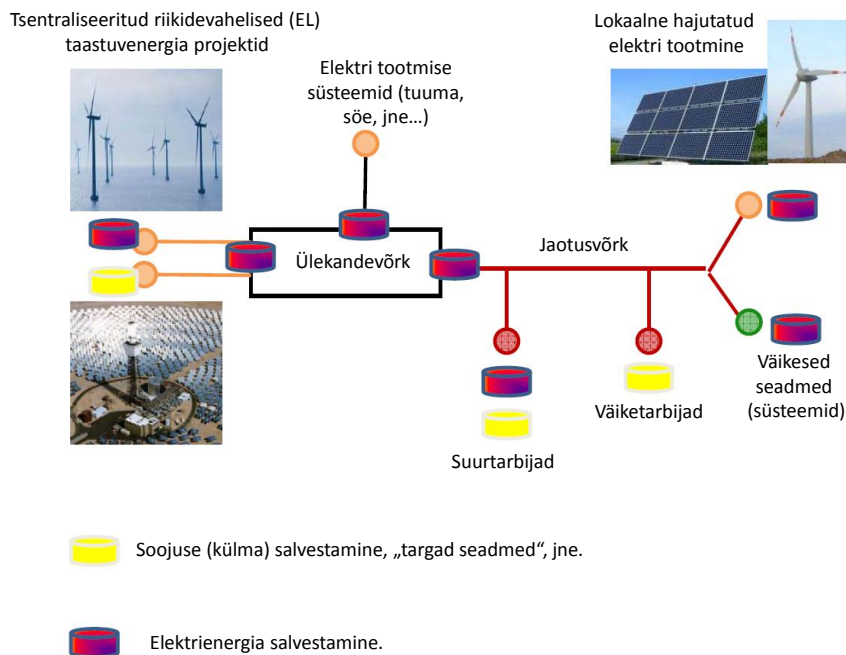 Tsentraliseeritud riikidevahelised (EL)
taastuvenergia projektid
Elektri tootmise
süsteemid (tuuma,
söe, jne...)
Lokaalne hajutatud
elektri tootmine
Ülekandevõrk
Jaotusvõrk
Suurtarbijad
Väiketarbijad
Väikesed
seadmed
(süsteemid)
Soojuse (külma) salvestamine, „targad seadmed“, jne.
Elektrienergia salvestamine.